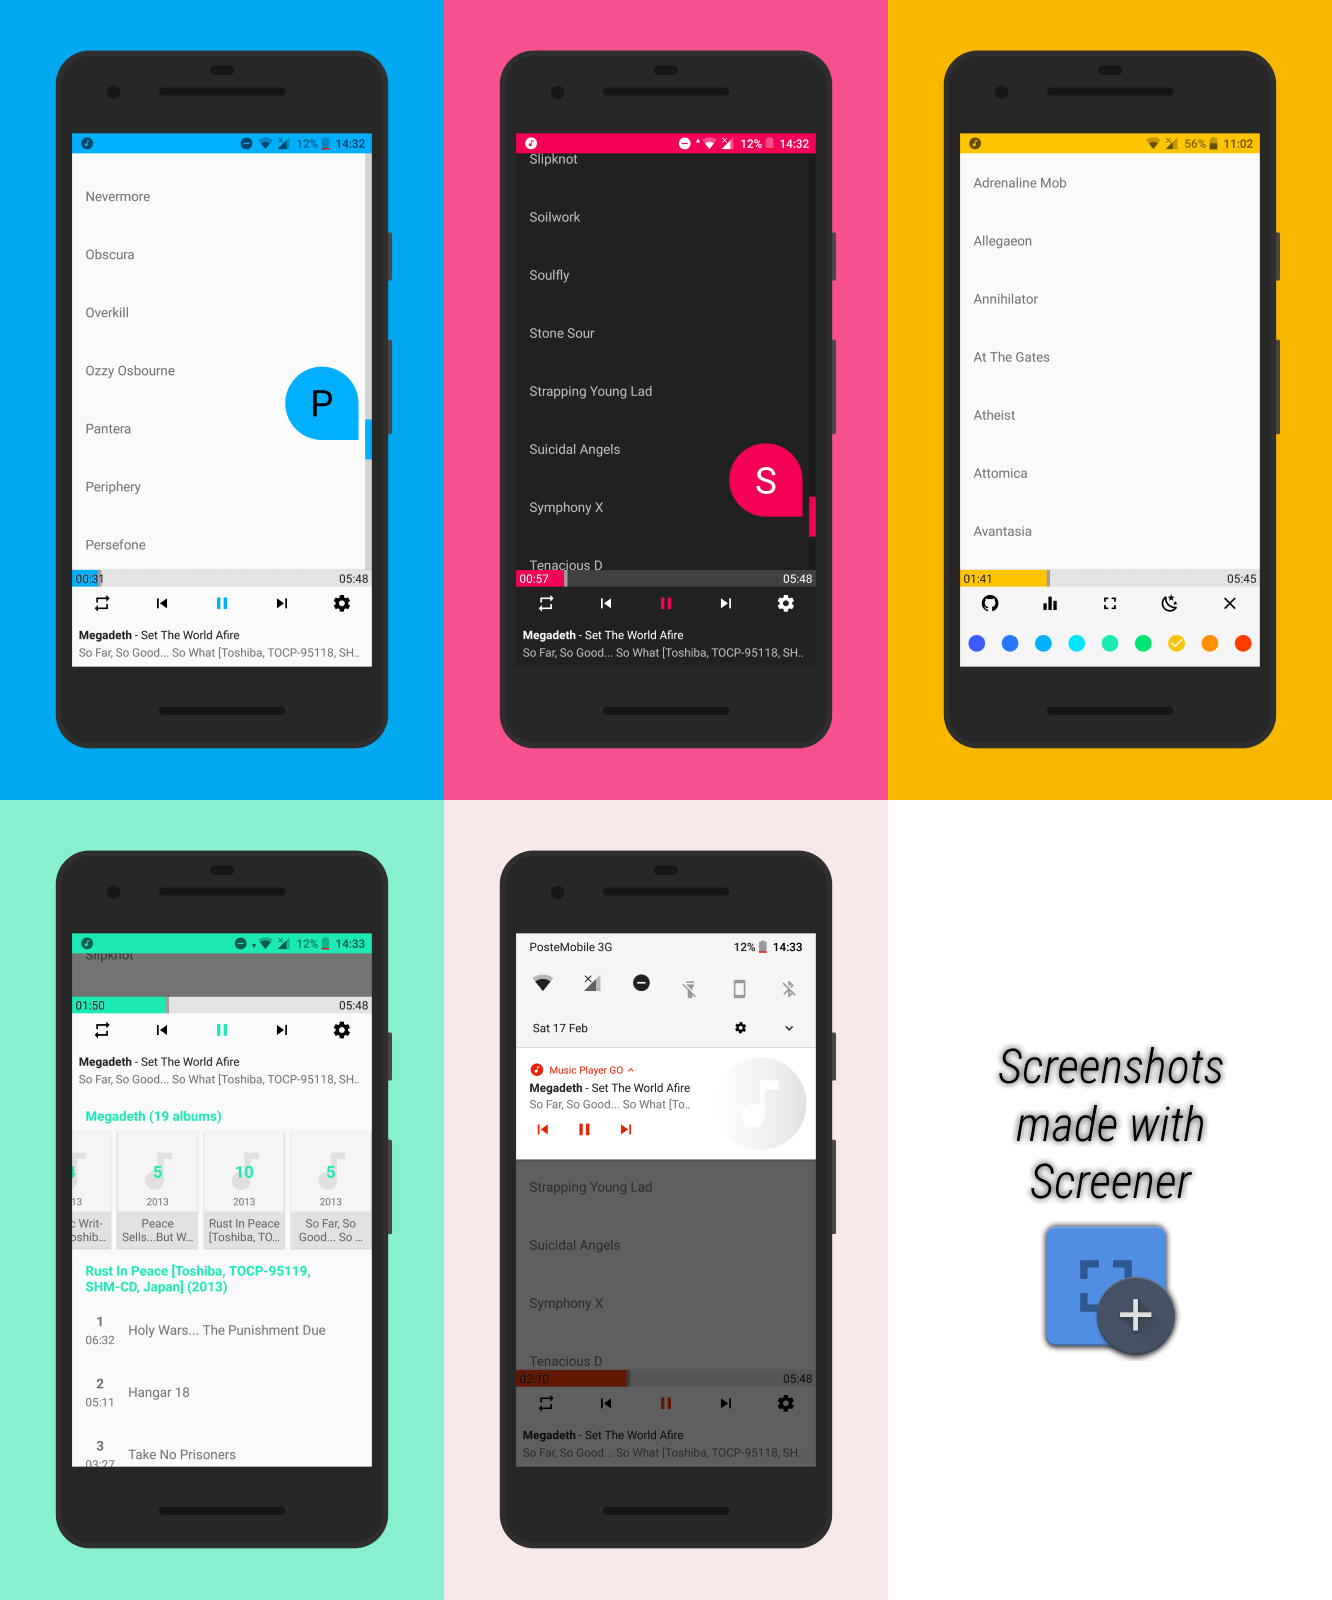 12% 14:32
Nevermore
Obscura
Overkill
Ozzy Osbourne
P
Pantera
Periphery
Persefone
00:31 05:48
Megadeth - Set The World Afire
So Far, So Good... So What [Toshiba, TOCP-95118, SH..
12% 14:32
Slipknot
Soilwork
Soulfly
Stone Sour
Strapping Young Lad
Suicidal Angels
S
Symphony X
Tenacious D
00:57 05:48
Megadeth - Set The World Afire
So Far, So Good... So What [Toshiba, TOCP-95118, SH..
56% 11:02
Adrenaline Mob
Allegaeon
Annihilator
At The Gates
Atheist
Attomica
Avantasia
01:41 05:45
12% 14:33
Slipknot
01:50 05:48
Megadeth - Set The World Afire
So Far, So Good... So What [Toshiba, TOCP-95118, SH..
Megadeth (19 albums)
4 5 10 5
13 2013 2013 2013
c Writ- Peace Rust In Peace So Far, So
oshib... Sells...But W... [Toshiba, TO... Good... So ...
Rust In Peace [Toshiba, TOCP-95119,
SHM-CD, Japan] (2013)
1
06:32 Holy Wars... The Punishment Due
2
05:11 Hangar 18
3
03:27 Take No Prisoners
PosteMobile 3G 12% 14:33
Sat 17 Feb
Music Player GO
Megadeth - Set The World Afire
So Far, So Good... So What [To..
Strapping Young Lad
Suicidal Angels
Symphony X
Tenacious D
02:10 05:48
Megadeth - Set The World Afire
So Far, So Good... So What [Toshiba, TOCP-95118, SH..
Screenshots
made with
Screener